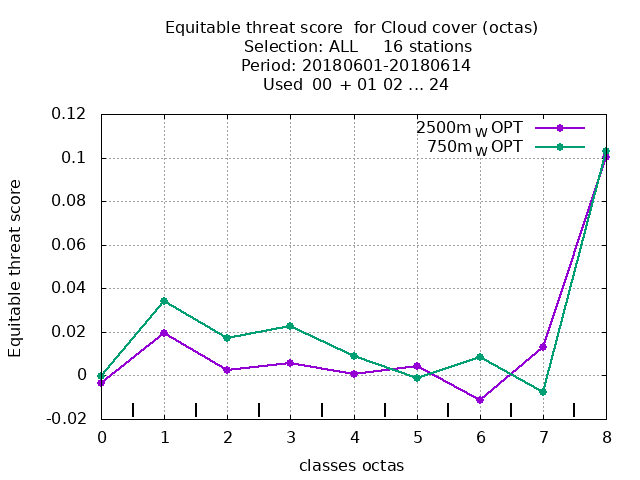 Equitable threat score  for Cloud cover (octas)
Selection: ALL     16 stations
Period: 20180601-20180614
Used  00  + 01 02 ... 24
2500m W OPT
750m W OPT
0.12
0.1
0.08
0.06
0.04
0.02
0
-0.02
Equitable threat score
0 1 2 3 4 5 6 7 8
classes octas